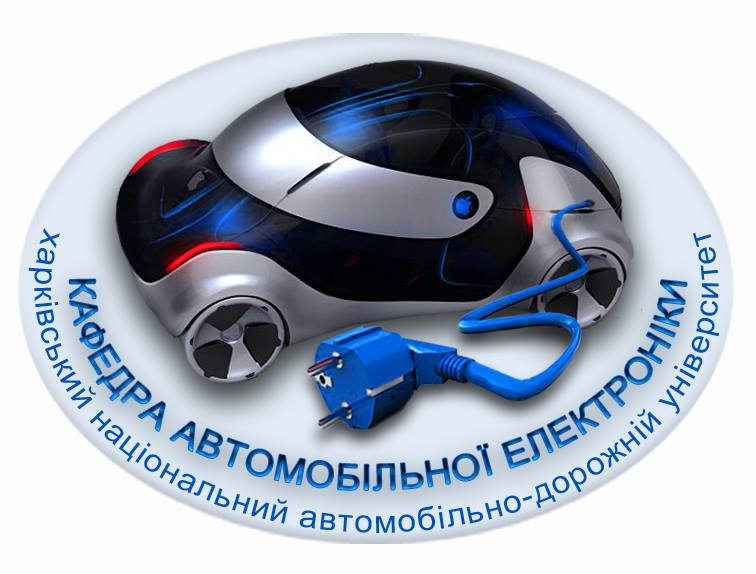 КАФЕДРА АВТОМОБІЛЬНОЇ ЕЛЕКТРОНІКИ
харківський національний автомобільно-дорожній університет